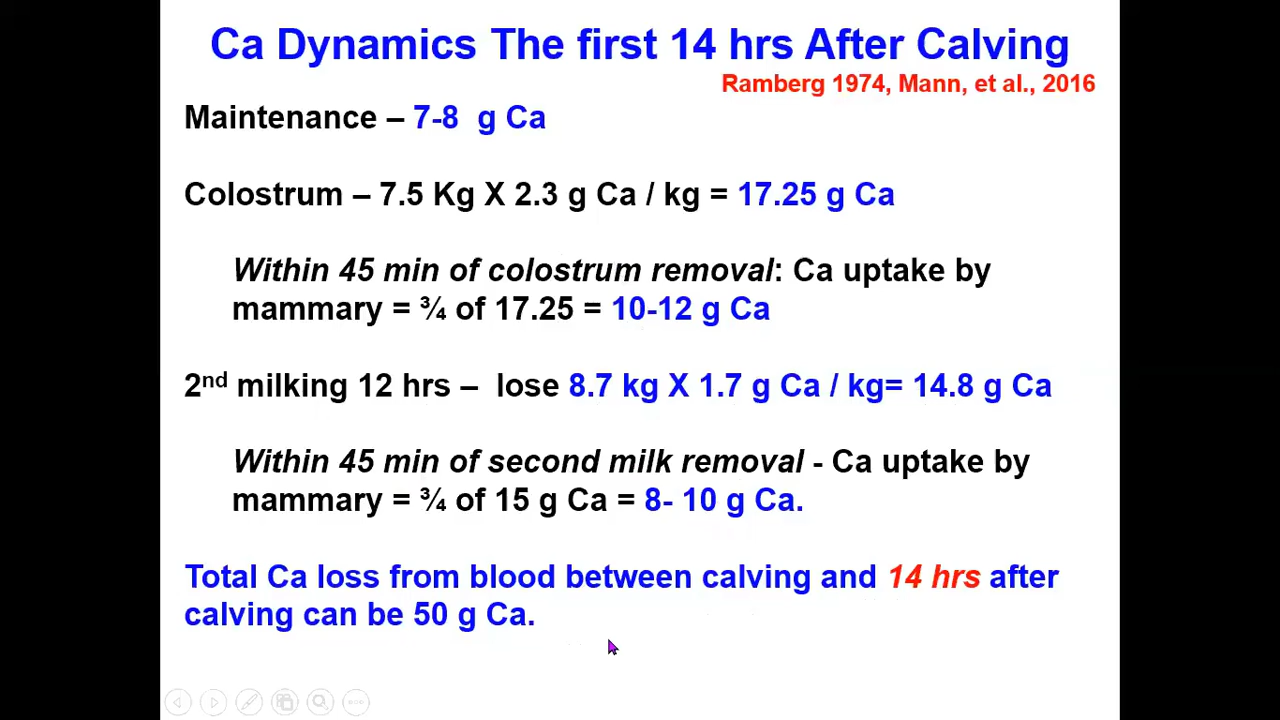 Ca Dynamics The first 14 hrs After Calving
Ramberg 1974, Mann, et al., 2016
Maintenance – 7-8  g Ca
Colostrum – 7.5 Kg X 2.3 g Ca / kg = 17.25 g Ca
Within 45 min of colostrum removal: Ca uptake by
mammary = ¾ of 17.25 = 10-12 g Ca
2nd milking 12 hrs –  lose 8.7 kg X 1.7 g Ca / kg= 14.8 g Ca
Within 45 min of second milk removal - Ca uptake by
mammary = ¾ of 15 g Ca = 8- 10 g Ca.
Total Ca loss from blood between calving and 14 hrs after
calving can be 50 g Ca.